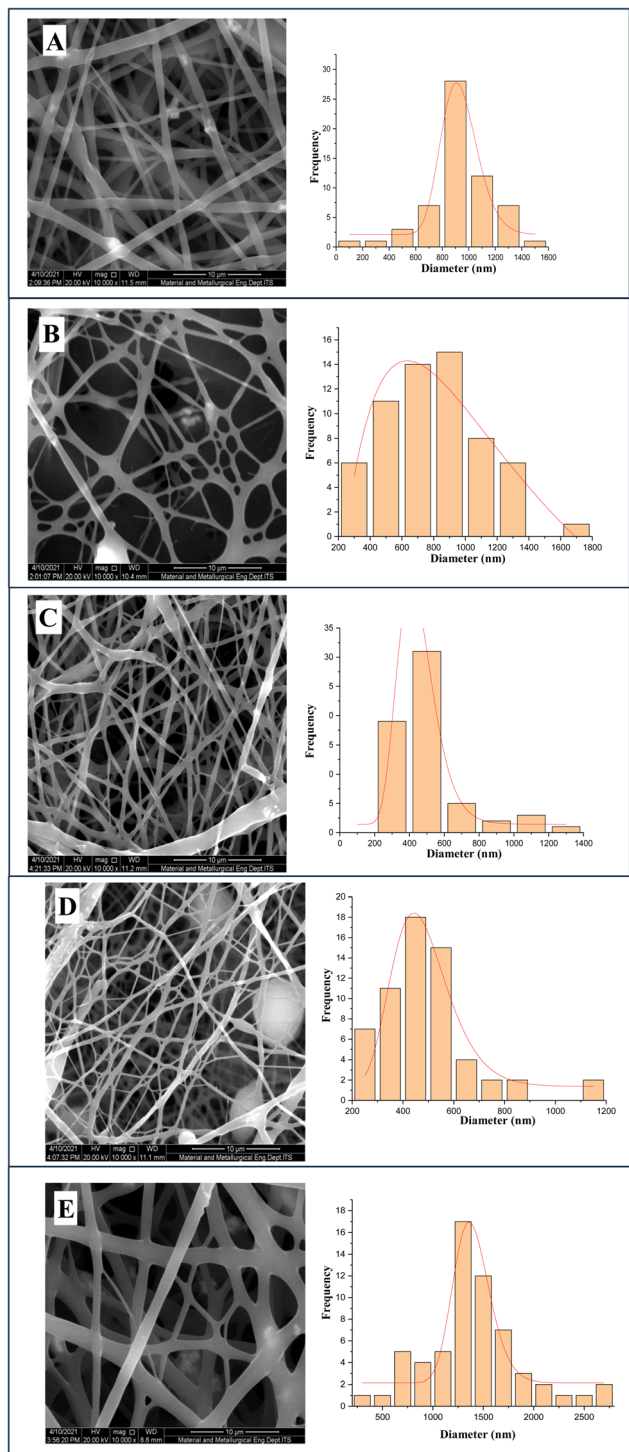 A
4/10/2021 HV mag □ WD
2:09:36 PM 20.00 kV 10 000 x 11.5 mm
10 µm
Material and Metallurgical Eng.Dept.ITS
Frequency
30
25
20
15
10
5
0
0 200 400 600 800 1000 1200 1400 1600
Diameter (nm)
B
4/10/2021 HV mag □ WD
2:01:07 PM 20.00 kV 10 000 x 10.4 mm
10 µm
Material and Metallurgical Eng.Dept.ITS
Frequency
16
14
12
10
8
6
4
2
0
200 400 600 800 1000 1200 1400 1600 1800
Diameter (nm)
C
4/10/2021 HV mag □ WD
4:21:33 PM 20.00 kV 10 000 x 11.2 mm
10 µm
Material and Metallurgical Eng.Dept.ITS
Frequency
35
30
5
0
5
0
5
0
0 200 400 600 800 1000 1200 1400
Diameter (nm)
D
4/10/2021 HV mag □ WD
4:07:32 PM 20.00 kV 10 000 x 11.1 mm
10 µm
Material and Metallurgical Eng.Dept.ITS
Frequency
20
18
16
14
12
10
8
6
4
2
0
200 400 600 800 1000 1200
Diameter (nm)
E
4/10/2021 HV mag □ WD
3:56:20 PM 20.00 kV 10 000 x 8.8 mm
10 µm
Material and Metallurgical Eng.Dept.ITS
Frequency
18
16
14
12
10
8
6
4
2
0
500 1000 1500 2000 2500
Diameter (nm)